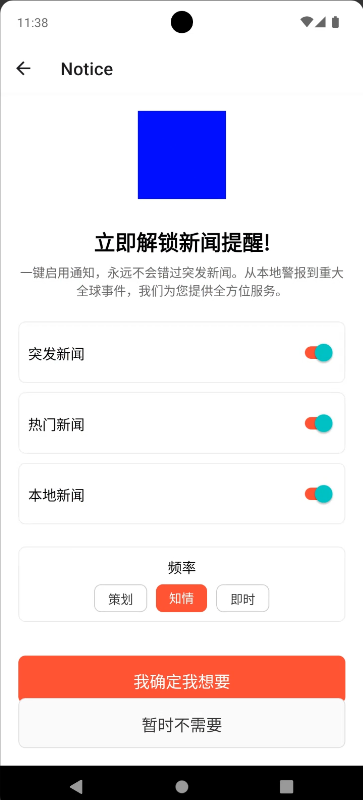 11:38
Notice
立即解锁新闻提醒!
一键启用通知，永远不会错过突发新闻。从本地警报到重大
全球事件，我们为您提供全方位服务。
突发新闻
热门新闻
本地新闻
频率
策划 知情 即时
我确定我想要
暂时不需要